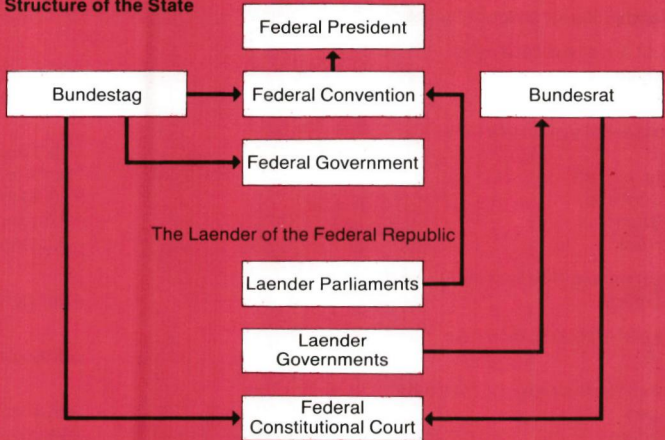 Structure of the State
Federal President
Bundestag
Federal Convention
Bundesrat
Federal Government
The Laender of the Federal Republic
Laender Parliaments
Laender
Governments
Federal
Constitutional Court